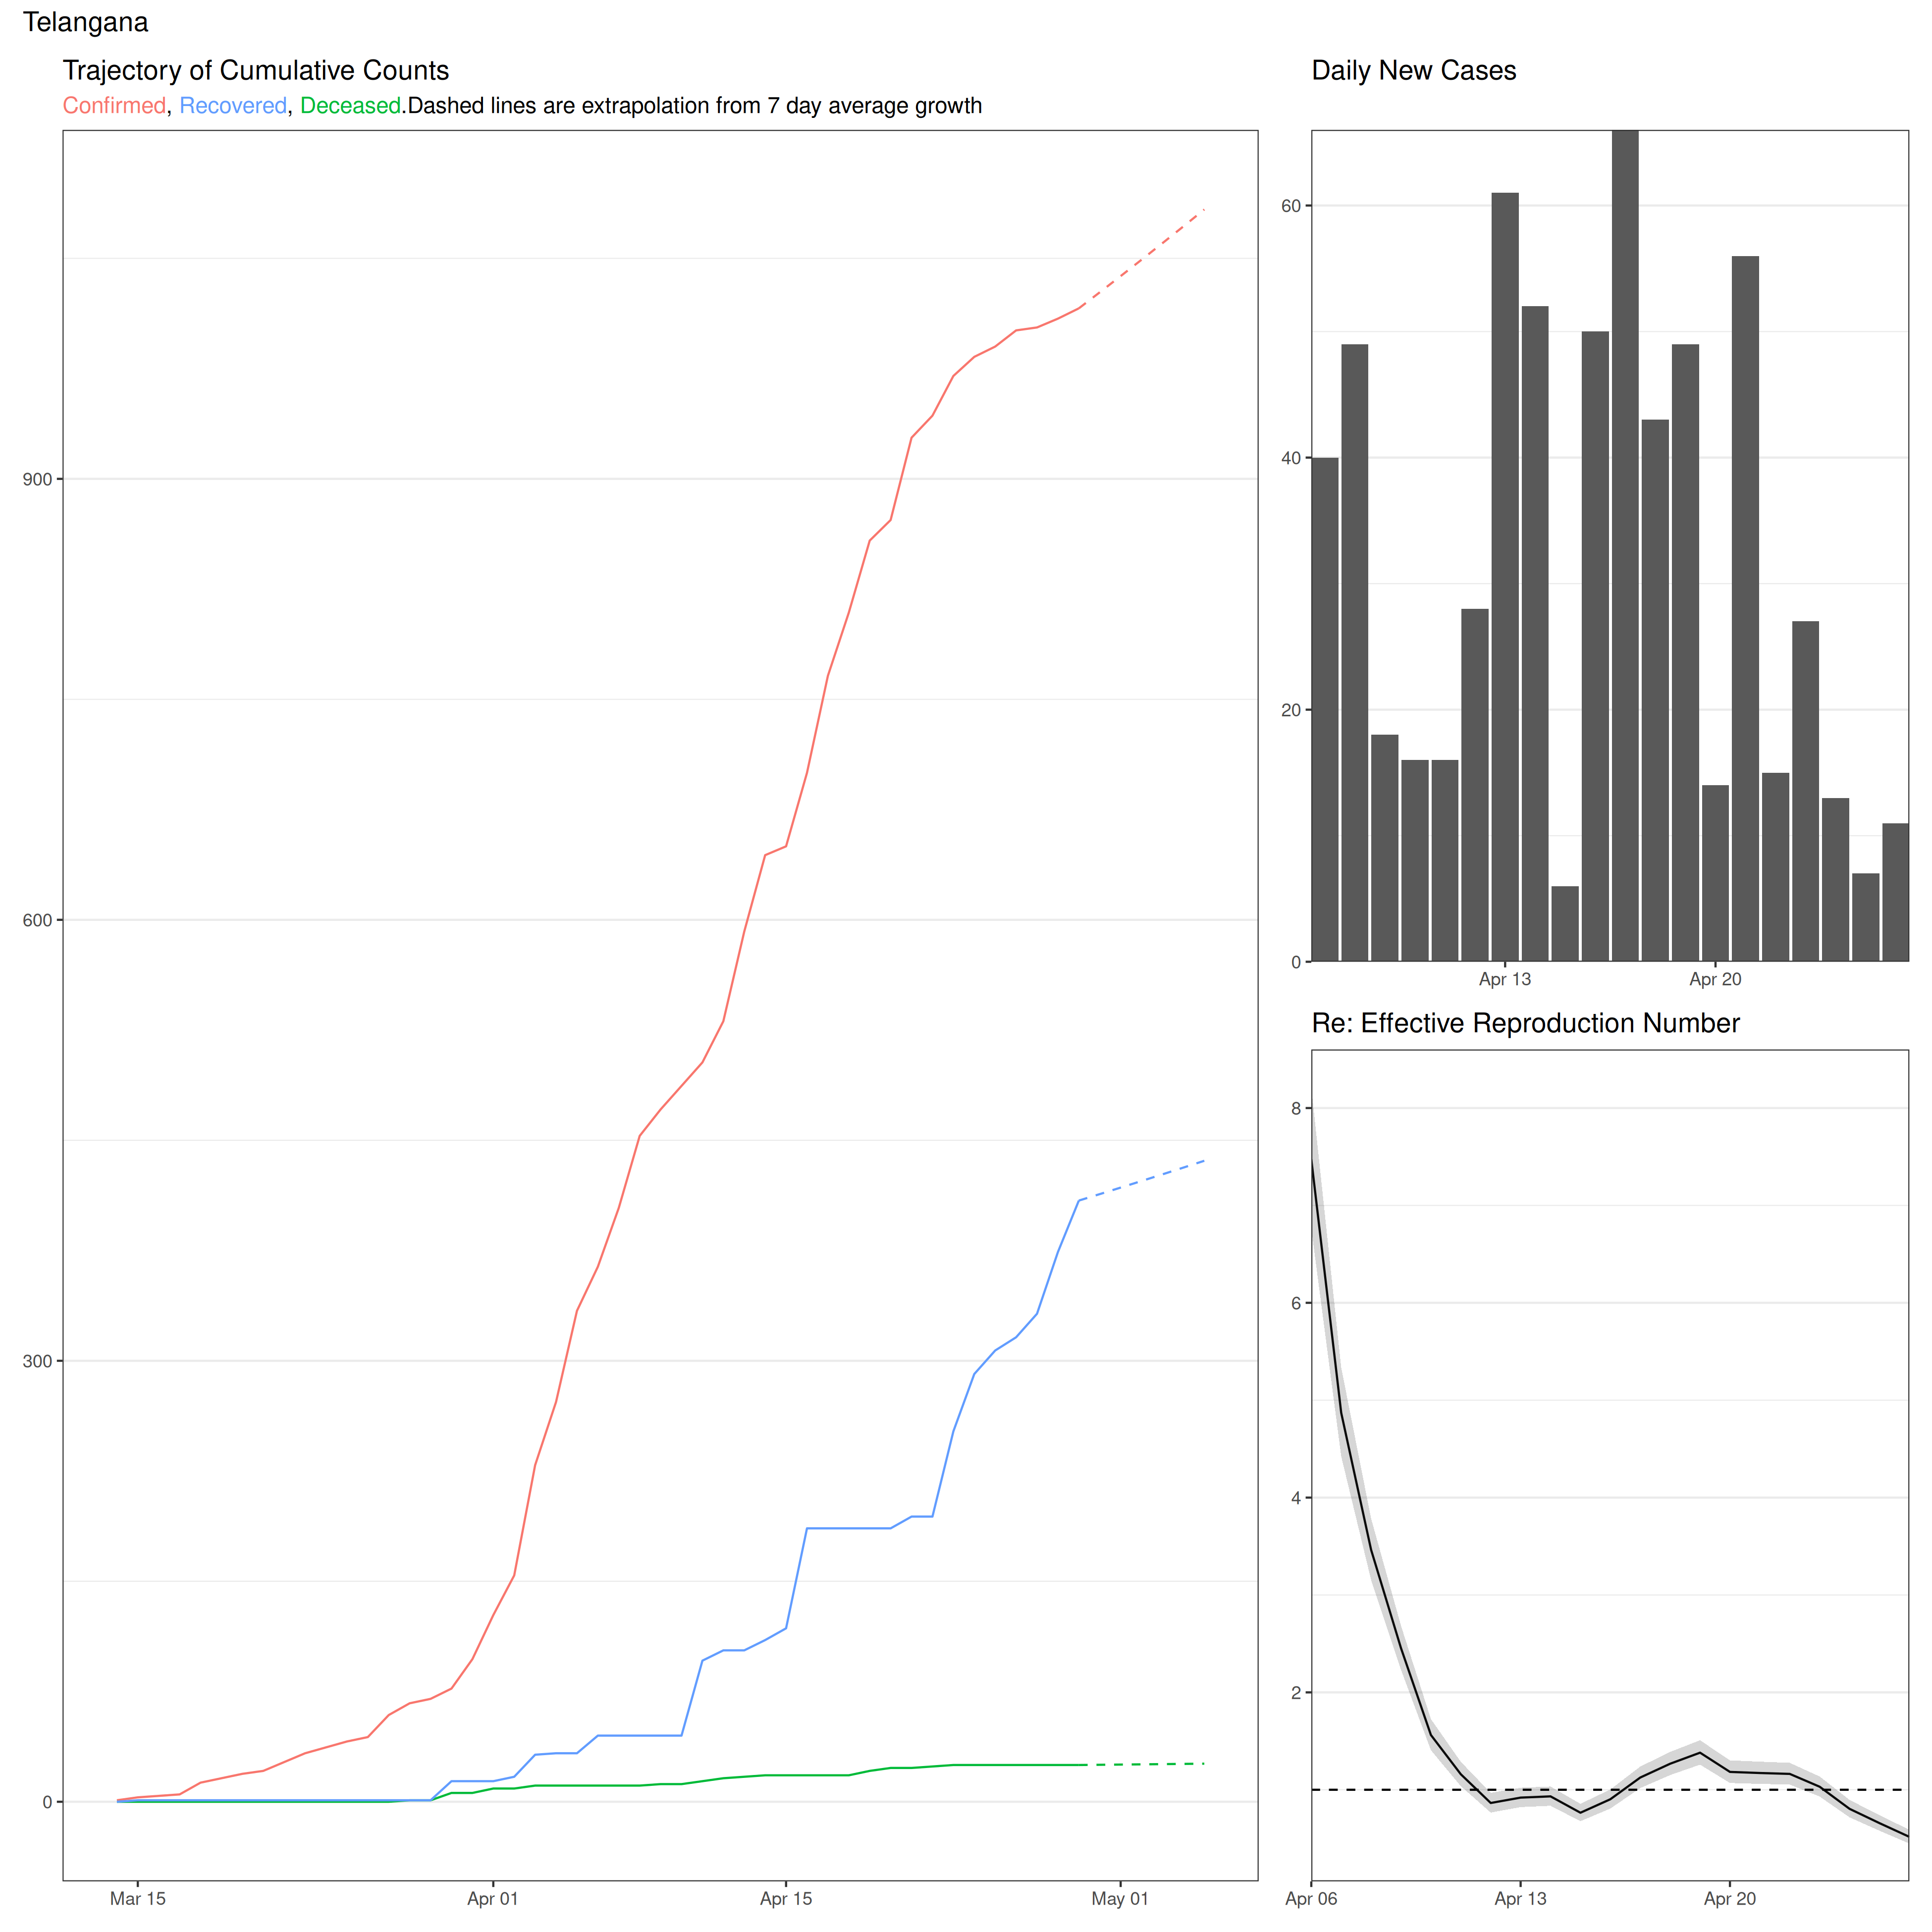 Telangana
Trajectory of Cumulative Counts
Confirmed, Recovered, Deceased.Dashed lines are extrapolation from 7 day average growth
900
600
300
0
Mar 15
Apr 01
Apr 15
May 01
Daily New Cases
60
40
20
0
Apr 13
Apr 20
Re: Effective Reproduction Number
8
6
4
2
Apr 06
Apr 13
Apr 20